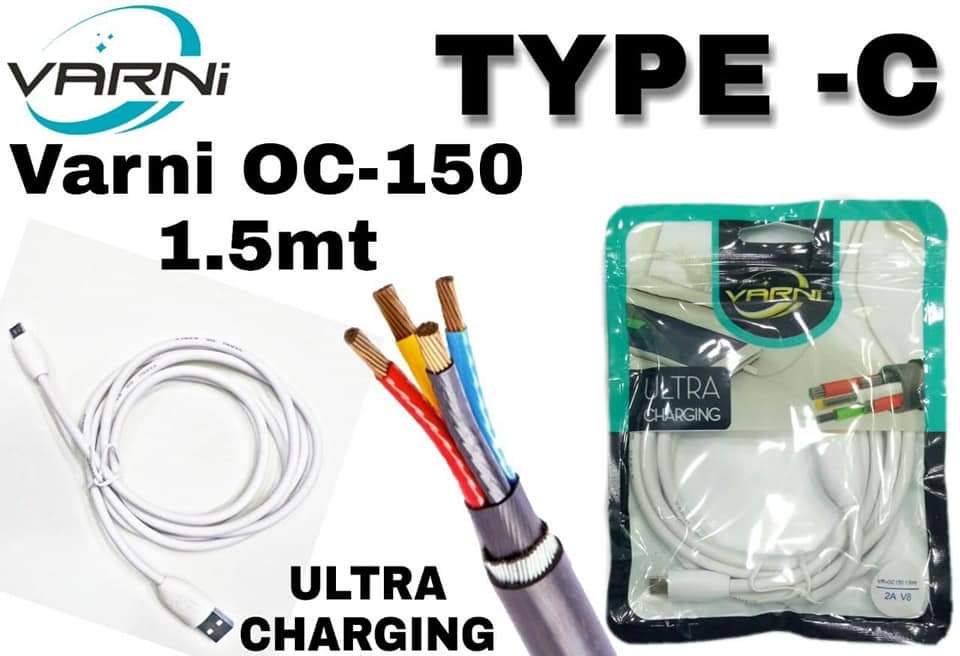 VARNi
TYPE -C
Varni OC-150
1.5mt
VARNi
ULTRA
CHARGING
2A V8
ULTRA
CHARGING